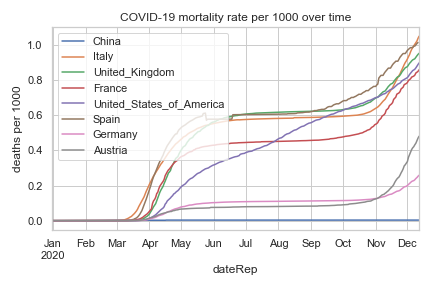 COVID-19 mortality rate per 1000 over time
deaths per 1000
1.0
0.8
0.6
0.4
0.2
0.0
China
Italy
United_Kingdom
France
United_States_of_America
Spain
Germany
Austria
Jan Feb Mar Apr May Jun Jul Aug Sep Oct Nov Dec
2020
dateRep